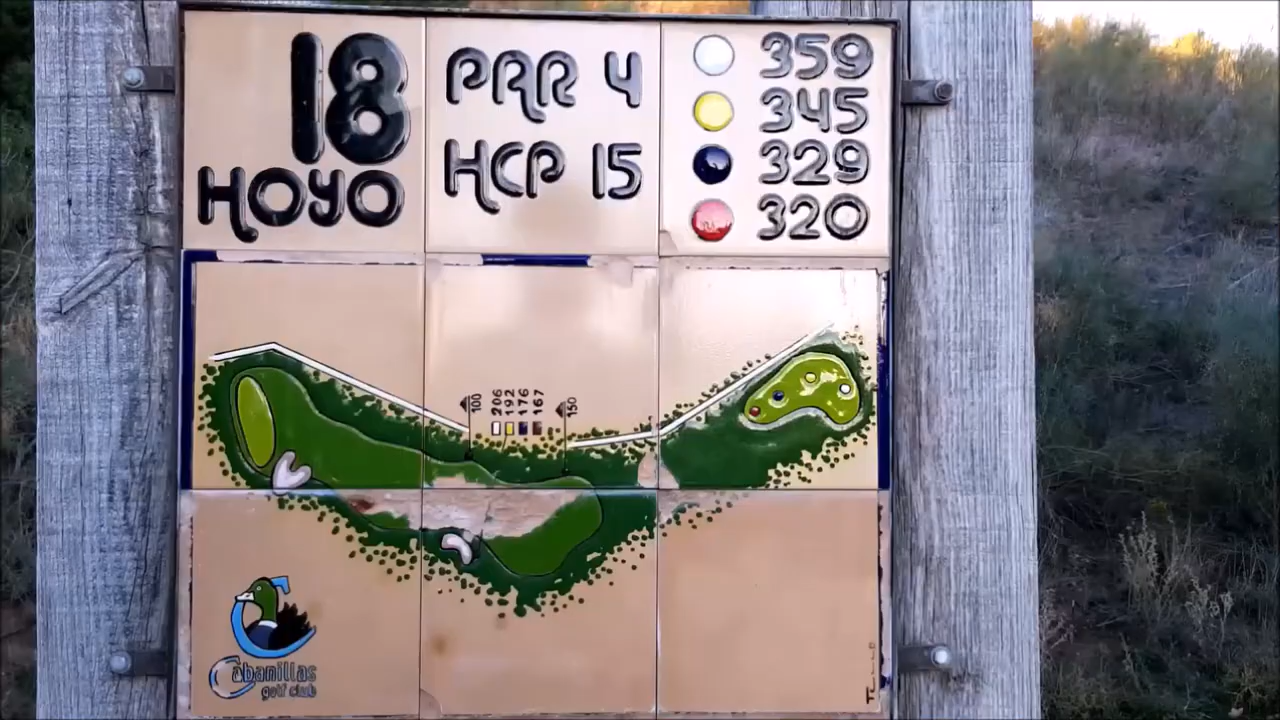 18
HOYO
PAR 4
HCP 15
359
345
329
320
100
206
192
176
167
150
Cabanillas
golf club